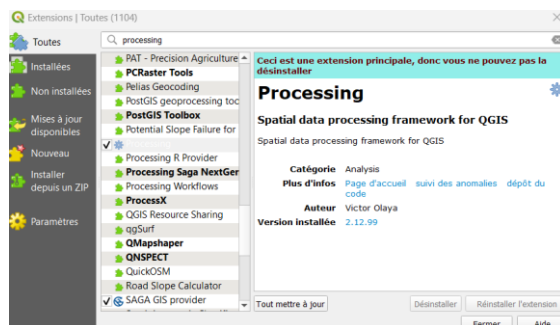 Extensions | Toutes (1104)
Toutes
Installées
Non installées
Mises à jour
disponibles
Nouveau
Installer
depuis un ZIP
Paramètres
processing
PAT - Precision Agriculture
PCRaster Tools
Pelias Geocoding
PostGIS geoprocessing too
PostGIS Toolbox
Potential Slope Failure for
Processing
Processing R Provider
Processing Saga NextGer
Processing Workflows
ProcessX
QGIS Resource Sharing
qgSurf
QMapshaper
QNSPECT
QuickOSM
Road Slope Calculator
SAGA GIS provider
Ceci est une extension principale, donc vous ne pouvez pas la
désinstaller
Processing
Spatial data processing framework for QGIS
Spatial data processing framework for QGIS
Catégorie Analysis
Plus d'infos Page d'accueil suivi des anomalies dépôt du
code
Auteur Victor Olaya
Version installée 2.12.99
Tout mettre à jour
Désinstaller
Réinstaller l'extension
Fermer
Aide